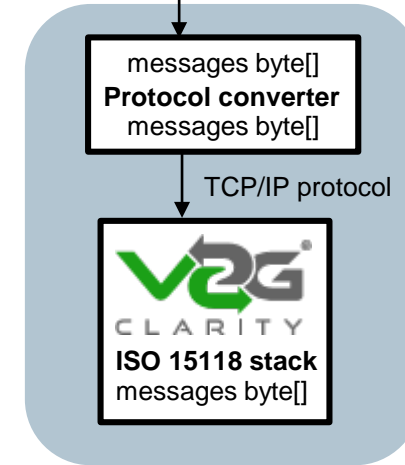 messages byte[]
Protocol converter
messages byte[]
TCP/IP protocol
V2G®
CLARITY
ISO 15118 stack
messages byte[]